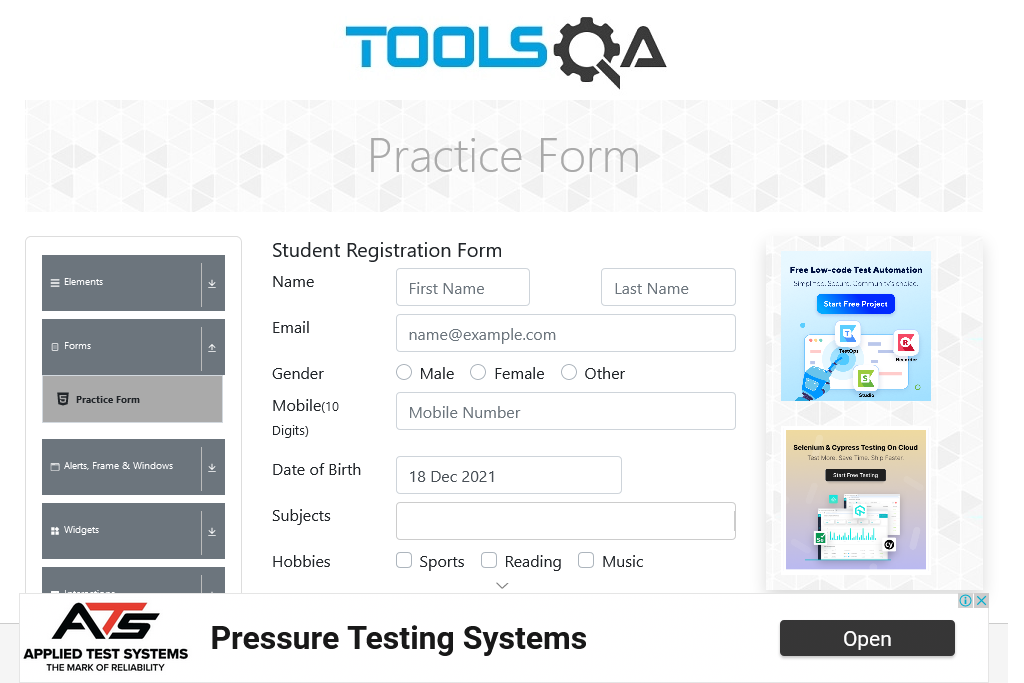 TOOLSQA
Practice Form
Elements
Forms
Practice Form
Alerts, Frame & Windows
Widgets
Interactions
Student Registration Form
Name
First Name
Last Name
Email
name@example.com
Gender
Male
Female
Other
Mobile(10
Digits)
Mobile Number
Date of Birth
18 Dec 2021
Subjects
Hobbies
Sports
Reading
Music
Free Low-code Test Automation
Simplified. Secure. Community's choice.
Start Free Project
TestOps
Recorder
Studio
Selenium & Cypress Testing On Cloud
Test More. Save Time. Ship Faster.
Start Free Testing
ATS
APPLIED TEST SYSTEMS
THE MARK OF RELIABILITY
Pressure Testing Systems
Open